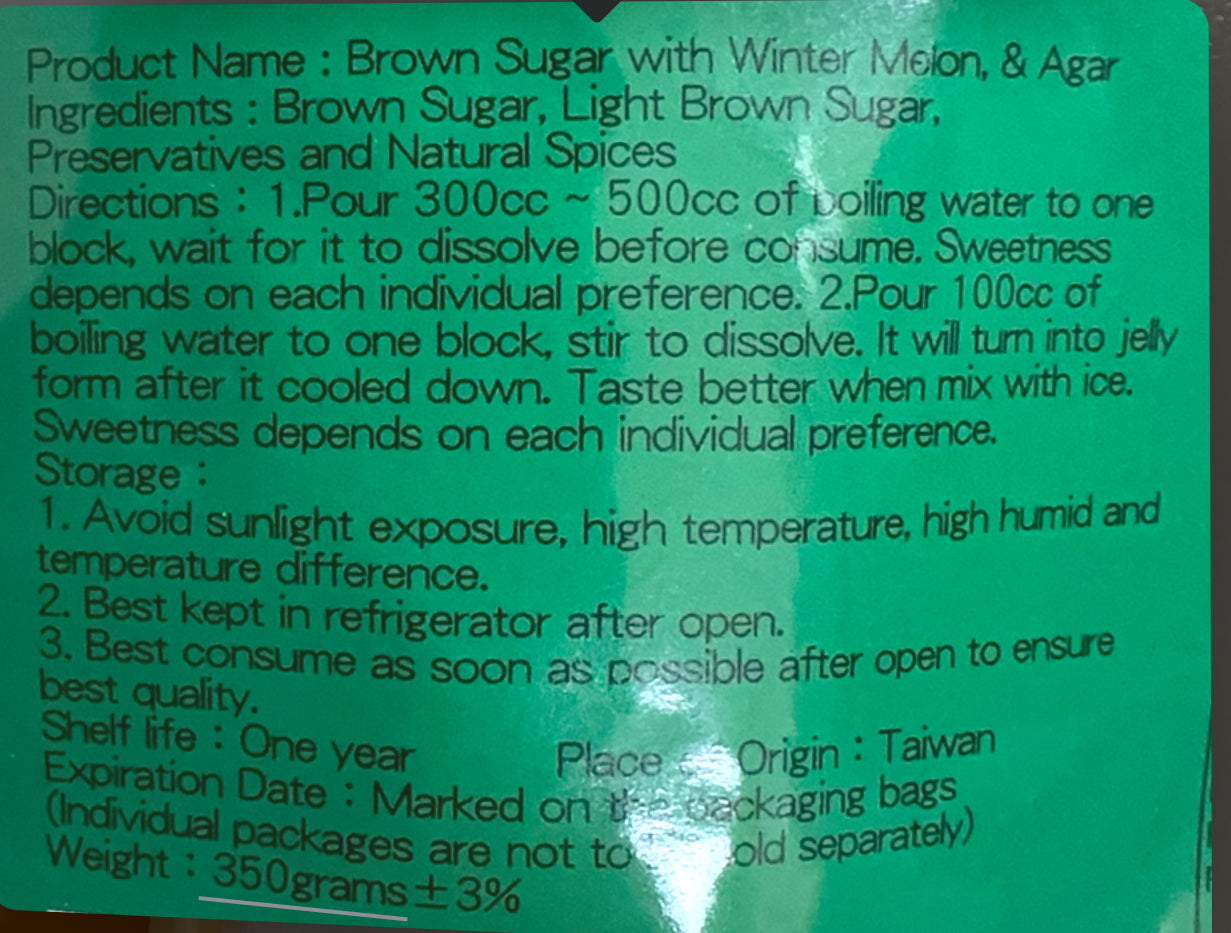 Product Name : Brown Sugar with Winter Melon, & Agar
Ingredients : Brown Sugar, Light Brown Sugar,
Preservatives and Natural Spices
Directions : 1.Pour 300cc ~ 500cc of boiling water to one
block, wait for it to dissolve before consume. Sweetness
depends on each individual preference. 2.Pour 100cc of
boiling water to one block, stir to dissolve. It will turn into jelly
form after it cooled down. Taste better when mix with ice.
Sweetness depends on each individual preference.
Storage :
1. Avoid sunlight exposure, high temperature, high humid and
temperature difference.
2. Best kept in refrigerator after open.
3. Best consume as soon as possible after open to ensure
best quality.
Shelf life : One year Place Origin : Taiwan
Expiration Date : Marked on the packaging bags
(Individual packages are not to separately)
Weight : 350grams ± 3%